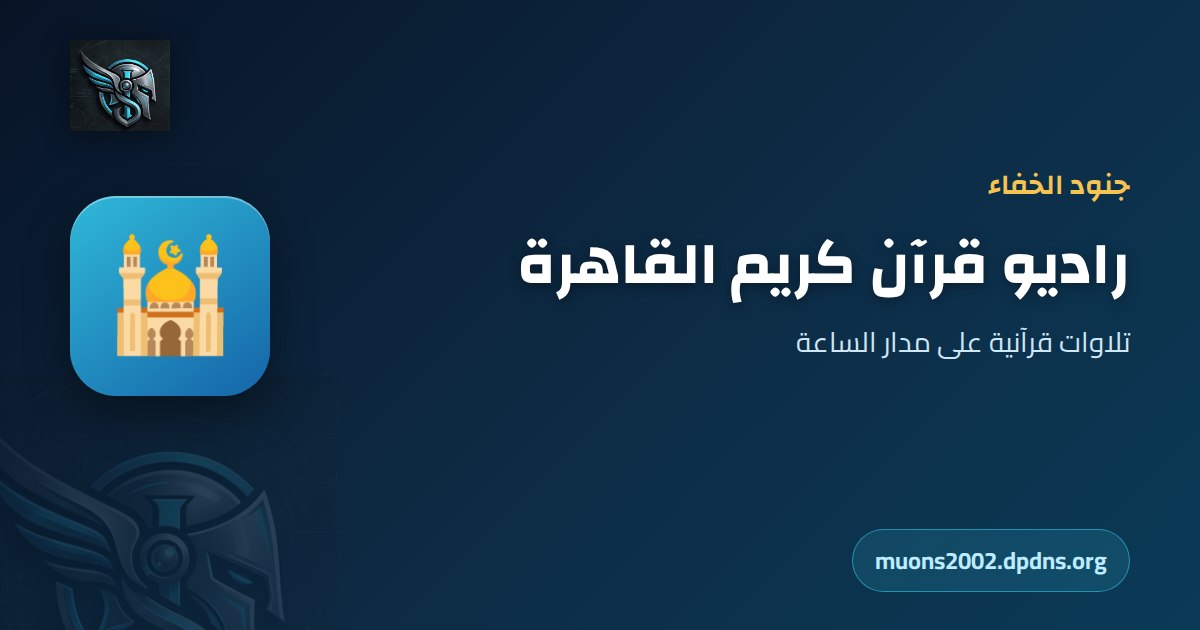 جنود الخفاء
راديو قرآن كريم القاهرة
تلاوات قرآنية على مدار الساعة
muons2002.dpdns.org